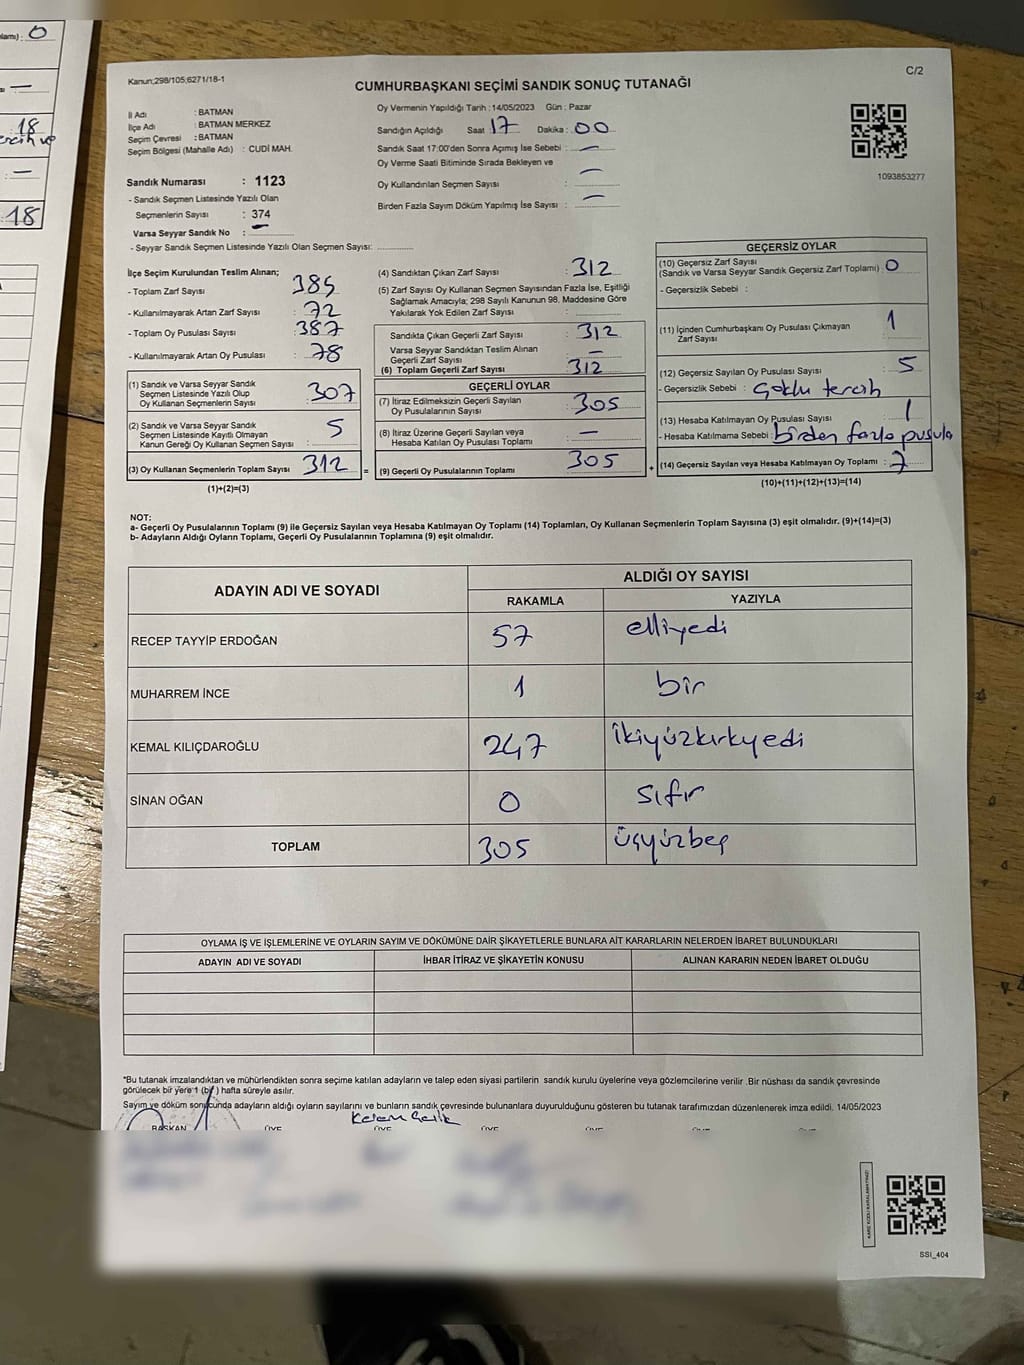 lamı) : 0
18
18
Kanun;298/105;6271/18-1
C/2
CUMHURBAŞKANI SEÇİMİ SANDIK SONUÇ TUTANAĞI
İl Adı : BATMAN
İlçe Adı : BATMAN MERKEZ
Seçim Çevresi : BATMAN
Seçim Bölgesi (Mahalle Adı) : CUDİ MAH.
Sandık Numarası : 1123
- Sandık Seçmen Listesinde Yazılı Olan
Seçmenlerin Sayısı : 374
Varsa Seyyar Sandık No : —
- Seyyar Sandık Seçmen Listesinde Yazılı Olan Seçmen Sayısı:
Oy Vermenin Yapıldığı Tarih : 14/05/2023 Gün : Pazar
Sandığın Açıldığı Saat 17 Dakika : 00
Sandık Saat 17:00'den Sonra Açımış İse Sebebi : —
Oy Verme Saati Bitiminde Sırada Bekleyen ve
Oy Kullandırılan Seçmen Sayısı : —
Birden Fazla Sayım Döküm Yapılmış İse Sayısı : —
1093853277
İlçe Seçim Kurulundan Teslim Alınan;
- Toplam Zarf Sayısı : 385
- Kullanılmayarak Artan Zarf Sayısı : 72
- Toplam Oy Pusulası Sayısı : 387
- Kullanılmayarak Artan Oy Pusulası : 78
(1) Sandık ve Varsa Seyyar Sandık
Seçmen Listesinde Yazılı Olup
Oy Kullanan Seçmenlerin Sayısı : 307
(2) Sandık ve Varsa Seyyar Sandık
Seçmen Listesinde Kayıtlı Olmayan
Kanun Gereği Oy Kullanan Seçmen Sayısı : 5
(3) Oy Kullanan Seçmenlerin Toplam Sayısı : 312 =
(1)+(2)=(3)
(4) Sandıktan Çıkan Zarf Sayısı : 312
(5) Zarf Sayısı Oy Kullanan Seçmen Sayısından Fazla İse, Eşitliği
Sağlamak Amacıyla; 298 Sayılı Kanunun 98. Maddesine Göre
Yakılarak Yok Edilen Zarf Sayısı :
Sandıkta Çıkan Geçerli Zarf Sayısı : 312
Varsa Seyyar Sandıktan Teslim Alınan
Geçerli Zarf Sayısı : —
(6) Toplam Geçerli Zarf Sayısı : 312
GEÇERLİ OYLAR
(7) İtiraz Edilmeksizin Geçerli Sayılan
Oy Pusulalarının Sayısı : 305
(8) İtiraz Üzerine Geçerli Sayılan veya
Hesaba Katılan Oy Pusulası Toplamı : —
(9) Geçerli Oy Pusulalarının Toplamı : 305 +
GEÇERSİZ OYLAR
(10) Geçersiz Zarf Sayısı
(Sandık ve Varsa Seyyar Sandık Geçersiz Zarf Toplamı) : 0
- Geçersizlik Sebebi :
(11) İçinden Cumhurbaşkanı Oy Pusulası Çıkmayan
Zarf Sayısı : 1
(12) Geçersiz Sayılan Oy Pusulası Sayısı : 5
- Geçersizlik Sebebi : Çoklu tercih
(13) Hesaba Katılmayan Oy Pusulası Sayısı : 1
- Hesaba Katılmama Sebebi : birden fazla pusula
(14) Geçersiz Sayılan veya Hesaba Katılmayan Oy Toplamı : 7
(10)+(11)+(12)+(13)=(14)
NOT:
a- Geçerli Oy Pusulalarının Toplamı (9) ile Geçersiz Sayılan veya Hesaba Katılmayan Oy Toplamı (14) Toplamları, Oy Kullanan Seçmenlerin Toplam Sayısına (3) eşit olmalıdır. (9)+(14)=(3)
b- Adayların Aldığı Oyların Toplamı, Geçerli Oy Pusulalarının Toplamına (9) eşit olmalıdır.
ADAYIN ADI VE SOYADI ALDIĞI OY SAYISI
RAKAMLA YAZIYLA
RECEP TAYYİP ERDOĞAN 57 elliyedi
MUHARREM İNCE 1 bir
KEMAL KILIÇDAROĞLU 247 ikiyüzkırkyedi
SİNAN OĞAN 0 sıfır
TOPLAM 305 üçyüzbeş
OYLAMA İŞ VE İŞLEMLERİNE VE OYLARIN SAYIM VE DÖKÜMÜNE DAİR ŞİKAYETLERLE BUNLARA AİT KARARLARIN NELERDEN İBARET BULUNDUKLARI
ADAYIN ADI VE SOYADI İHBAR İTİRAZ VE ŞİKAYETİN KONUSU ALINAN KARARIN NEDEN İBARET OLDUĞU
*Bu tutanak imzalandıktan ve mühürlendikten sonra seçime katılan adayların ve talep eden siyasi partilerin sandık kurulu üyelerine veya gözlemcilerine verilir .Bir nüshası da sandık çevresinde
görülecek bir yere 1 (bir) hafta süreyle asılır.
Sayım ve döküm sonucunda adayların aldığı oyların sayılarını ve bunların sandık çevresinde bulunanlara duyurulduğunu gösteren bu tutanak tarafımızdan düzenlenerek imza edildi. 14/05/2023
BAŞKAN ÜYE ÜYE ÜYE
SSI_404